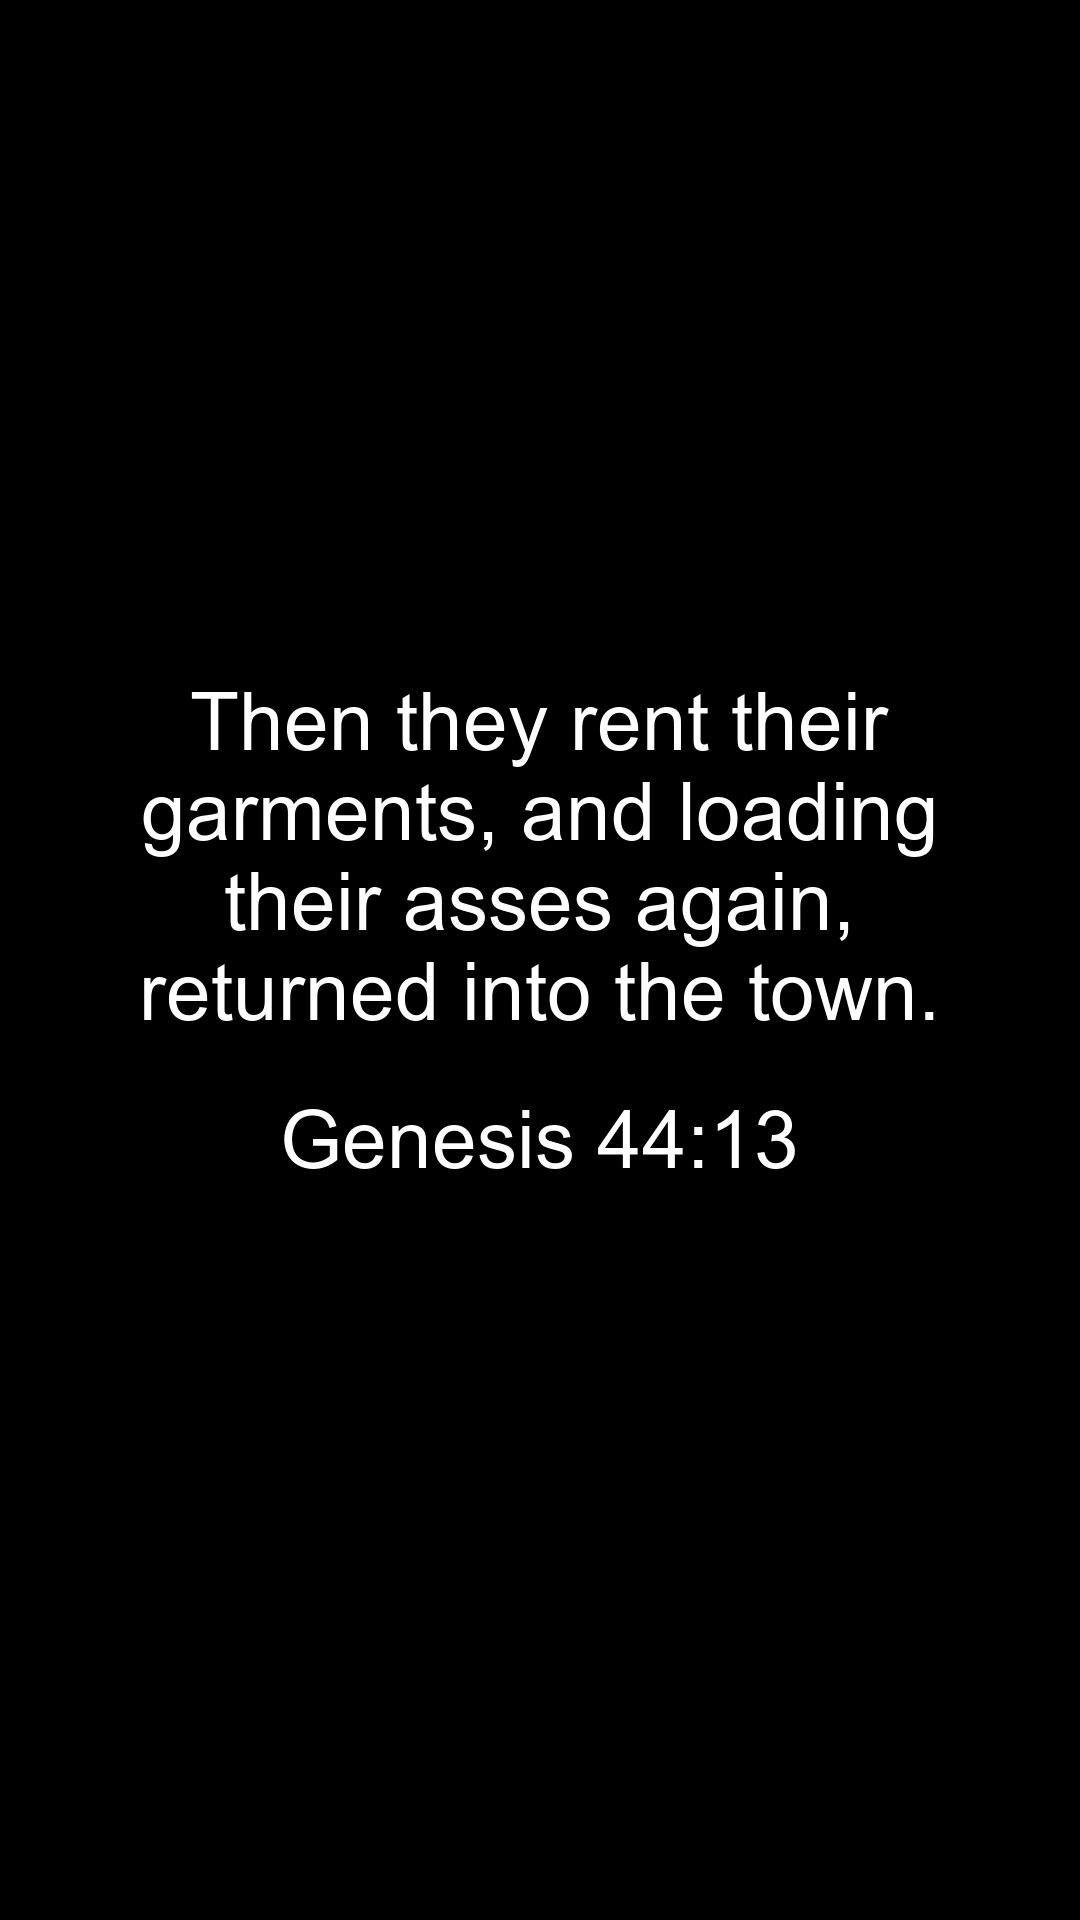 Then they rent their
garments, and loading
their asses again,
returned into the town.
Genesis 44:13